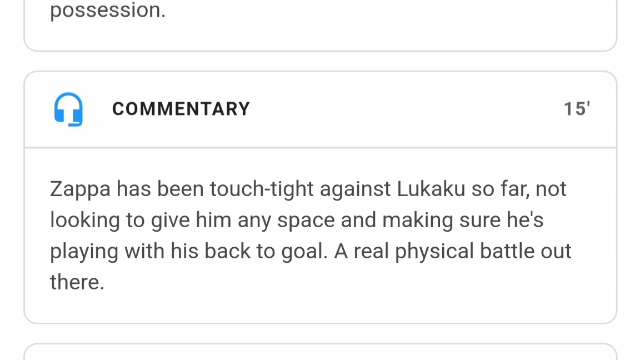 possession.
COMMENTARY 15'
Zappa has been touch-tight against Lukaku so far, not
looking to give him any space and making sure he's
playing with his back to goal. A real physical battle out
there.